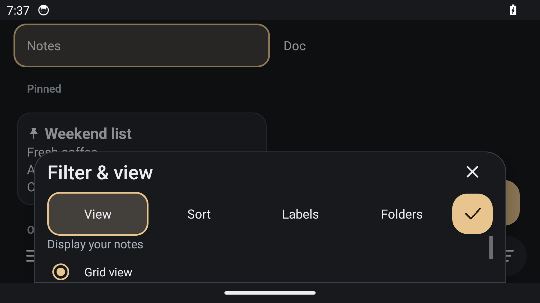 7:37
Notes
Doc
Pinned
Weekend list
Fresh coffee
A
C
Filter & view
View
Sort
Labels
Folders
Display your notes
Grid view